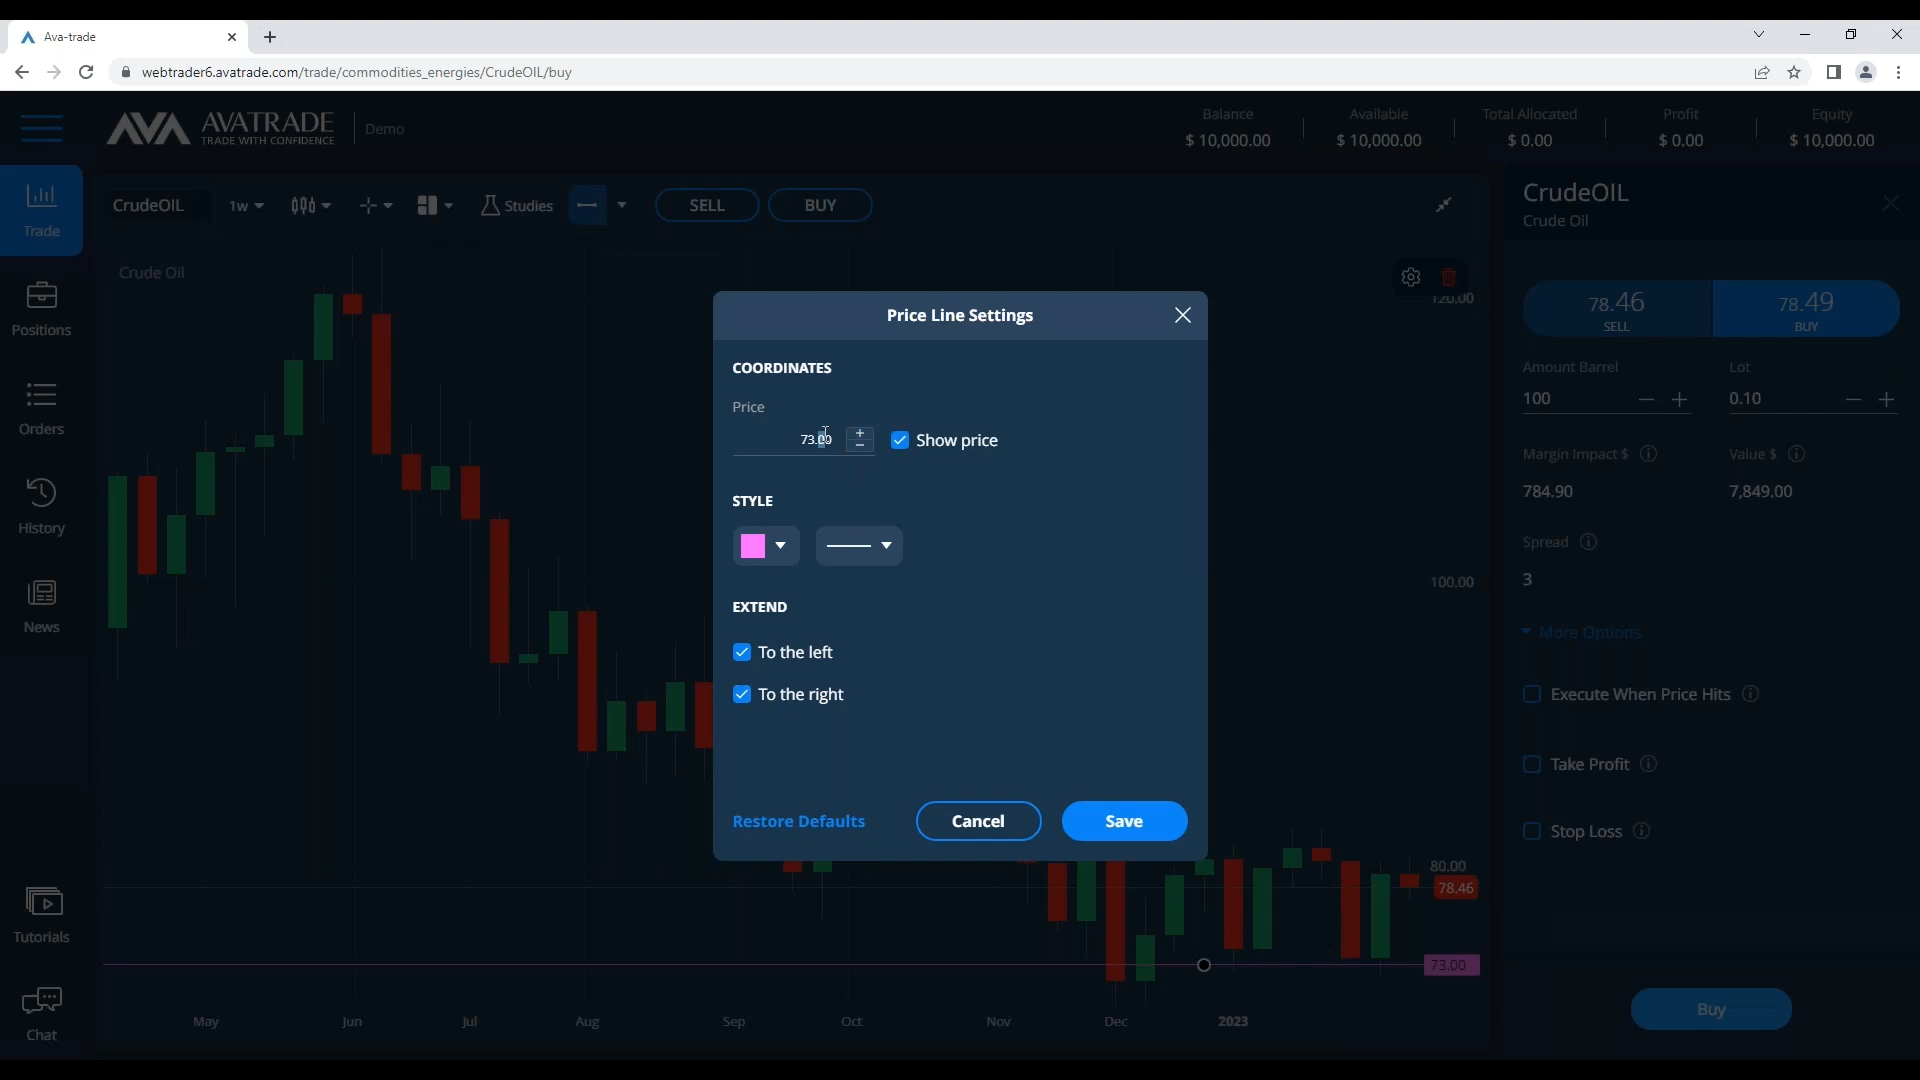 Ava-trade
webtrader6.avatrade.com/trade/commodities_energies/CrudeOIL/buy
AVA AVATRADE Demo
TRADE WITH CONFIDENCE
Balance Available Total Allocated Profit Equity
$ 10,000.00 $ 10,000.00 $ 0.00 $ 0.00 $ 10,000.00
Trade
Positions
Orders
History
News
Tutorials
Chat
CrudeOIL 1w Studies SELL BUY
Crude Oil
Price Line Settings
COORDINATES
Price
73.00 Show price
STYLE
EXTEND
To the left
To the right
Restore Defaults Cancel Save
120.00
100.00
80.00
78.46
73.00
May Jun Jul Aug Sep Oct Nov Dec 2023
CrudeOIL
Crude Oil
78.46 78.49
SELL BUY
Amount Barrel Lot
100 0.10
Margin Impact $ Value $
784.90 7,849.00
Spread
3
More Options
Execute When Price Hits
Take Profit
Stop Loss
Buy